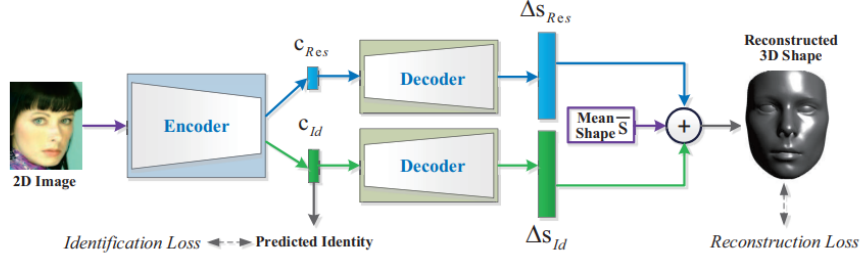 Δs_Res
c_Res
Reconstructed
3D Shape
Decoder
Encoder
Mean
Shape S̅
+
c_Id
Decoder
2D Image
Δs_Id
Identification Loss
Predicted Identity
Reconstruction Loss